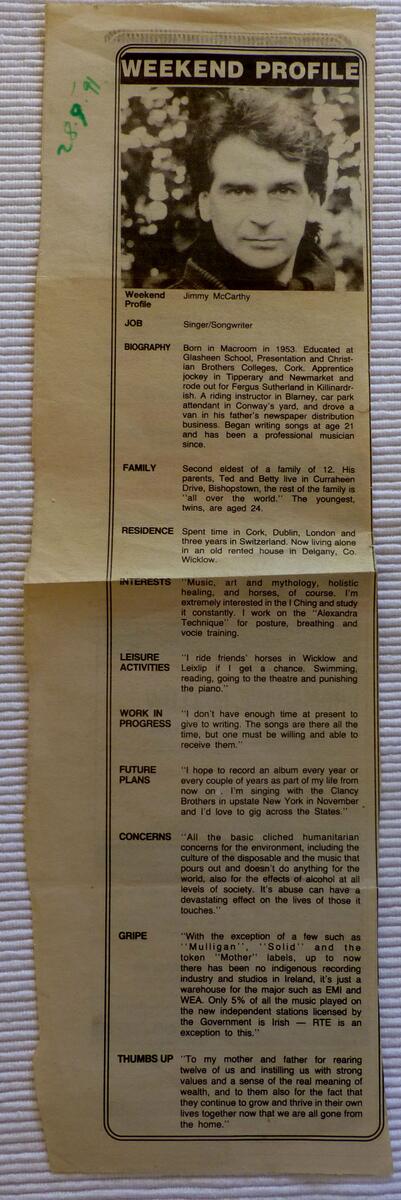 28.9.91
WEEKEND PROFILE
Weekend Profile Jimmy McCarthy
JOB Singer/Songwriter
BIOGRAPHY Born in Macroom in 1953. Educated at
Glasheen School, Presentation and Christ-
ian Brothers Colleges, Cork. Apprentice
jockey in Tipperary and Newmarket and
rode out for Fergus Sutherland in Killinardr-
ish. A riding instructor in Blarney, car park
attendant in Conway's yard, and drove a
van in his father's newspaper distribution
business. Began writing songs at age 21
and has been a professional musician
since.
FAMILY Second eldest of a family of 12. His
parents, Ted and Betty live in Curraheen
Drive, Bishopstown, the rest of the family is
"all over the world." The youngest,
twins, are aged 24.
RESIDENCE Spent time in Cork, Dublin, London and
three years in Switzerland. Now living alone
in an old rented house in Delgany, Co.
Wicklow.
INTERESTS "Music, art and mythology, holistic
healing, and horses, of course. I'm
extremely interested in the I Ching and study
it constantly. I work on the "Alexandra
Technique" for posture, breathing and
vocie training.
LEISURE ACTIVITIES "I ride friends' horses in Wicklow and
Leixlip if I get a chance. Swimming,
reading, going to the theatre and punishing
the piano."
WORK IN PROGRESS "I don't have enough time at present to
give to writing. The songs are there all the
time, but one must be willing and able to
receive them."
FUTURE PLANS "I hope to record an album every year or
every couple of years as part of my life from
now on . I'm singing with the Clancy
Brothers in upstate New York in November
and I'd love to gig across the States."
CONCERNS "All the basic cliched humanitarian
concerns for the environment, including the
culture of the disposable and the music that
pours out and doesn't do anything for the
world, also for the effects of alcohol at all
levels of society. It's abuse can have a
devastating effect on the lives of those it
touches."
GRIPE "With the exception of a few such as
"Mulligan", "Solid" and the
token "Mother" labels, up to now
there has been no indigenous recording
industry and studios in Ireland, it's just a
warehouse for the major such as EMI and
WEA. Only 5% of all the music played on
the new independent stations licensed by
the Government is Irish — RTE is an
exception to this."
THUMBS UP "To my mother and father for rearing
twelve of us and instilling us with strong
values and a sense of the real meaning of
wealth, and to them also for the fact that
they continue to grow and thrive in their own
lives together now that we are all gone from
the home."